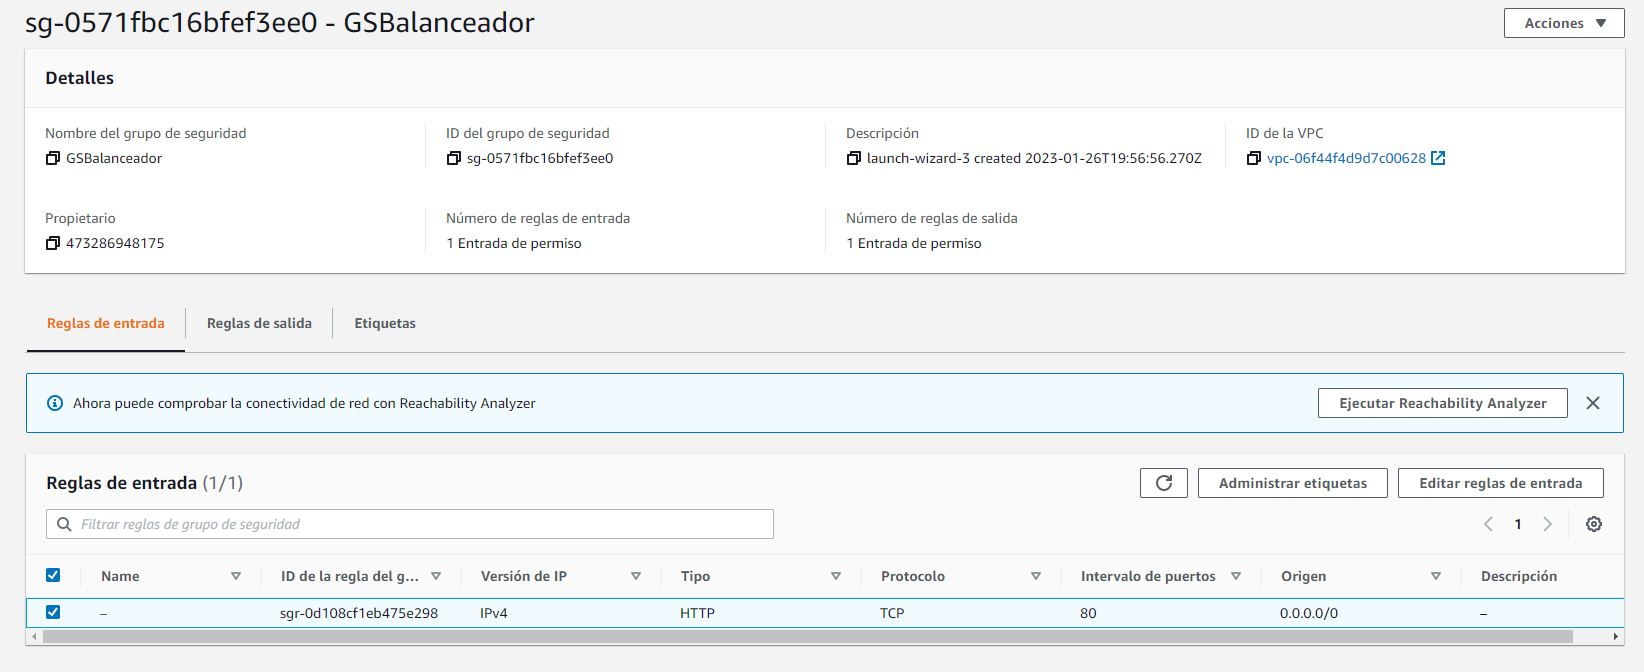 sg-0571fbc16bfef3ee0 - GSBalanceador
Acciones
Detalles
Nombre del grupo de seguridad
GSBalanceador
ID del grupo de seguridad
sg-0571fbc16bfef3ee0
Descripción
launch-wizard-3 created 2023-01-26T19:56:56.270Z
ID de la VPC
vpc-06f44f4d9d7c00628
Propietario
473286948175
Número de reglas de entrada
1 Entrada de permiso
Número de reglas de salida
1 Entrada de permiso
Reglas de entrada
Reglas de salida
Etiquetas
Ahora puede comprobar la conectividad de red con Reachability Analyzer
Ejecutar Reachability Analyzer
Reglas de entrada (1/1)
Administrar etiquetas
Editar reglas de entrada
Filtrar reglas de grupo de seguridad
1
Name ID de la regla del g... Versión de IP Tipo Protocolo Intervalo de puertos Origen Descripción
– sgr-0d108cf1eb475e298 IPv4 HTTP TCP 80 0.0.0.0/0 –